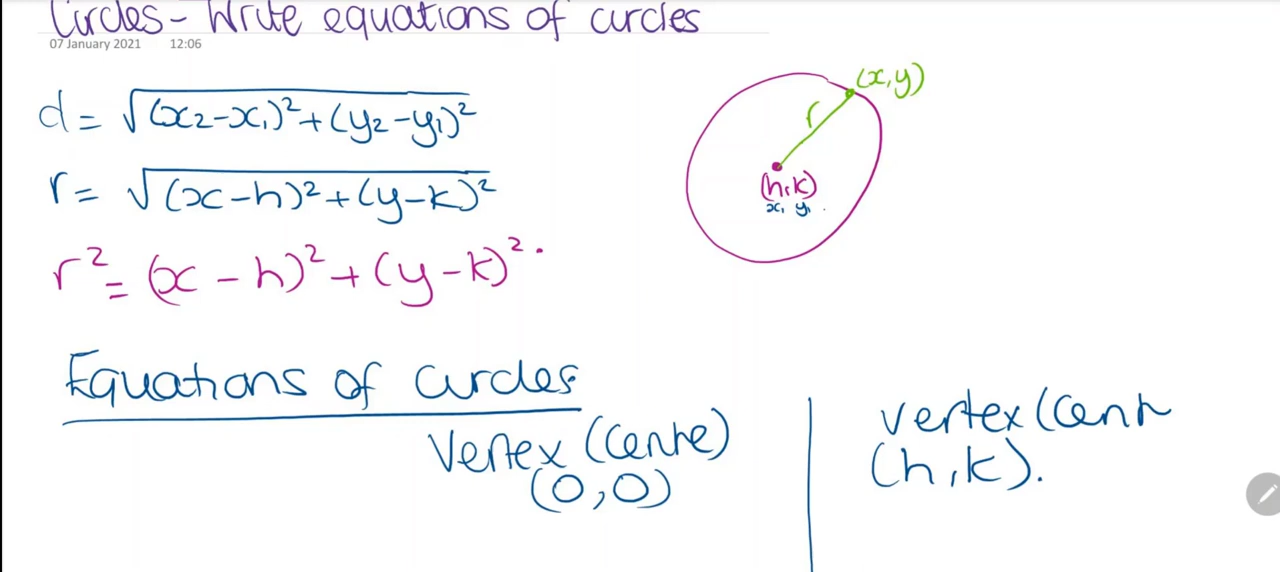 Circles - Write equations of circles
07 January 2021 12:06
d = √(x₂-x₁)²+(y₂-y₁)²
(x,y)
r
r = √(x-h)²+(y-k)²
(h,k)
x₁ y₁
r² = (x-h)²+(y-k)².
Equations of circles
Vertex (Centre)
(0,0)
vertex (Cent
(h,k).